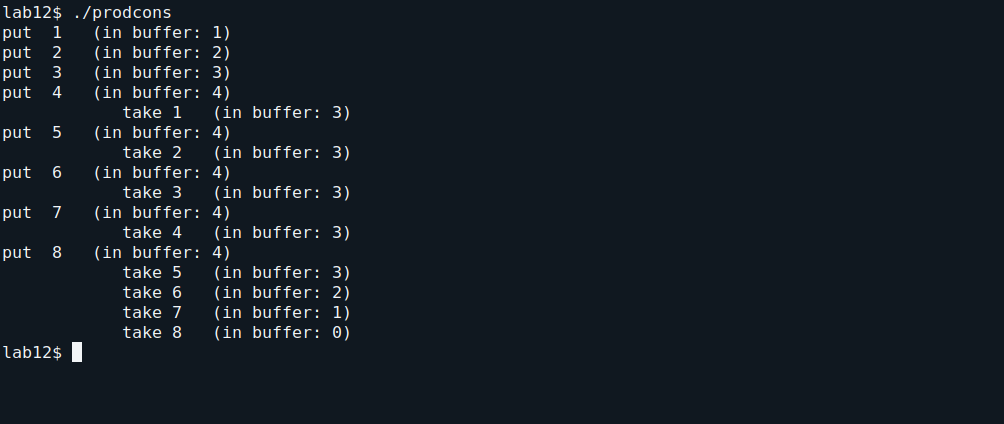 lab12$ ./prodcons
put  1   (in buffer: 1)
put  2   (in buffer: 2)
put  3   (in buffer: 3)
put  4   (in buffer: 4)
            take 1   (in buffer: 3)
put  5   (in buffer: 4)
            take 2   (in buffer: 3)
put  6   (in buffer: 4)
            take 3   (in buffer: 3)
put  7   (in buffer: 4)
            take 4   (in buffer: 3)
put  8   (in buffer: 4)
            take 5   (in buffer: 3)
            take 6   (in buffer: 2)
            take 7   (in buffer: 1)
            take 8   (in buffer: 0)
lab12$